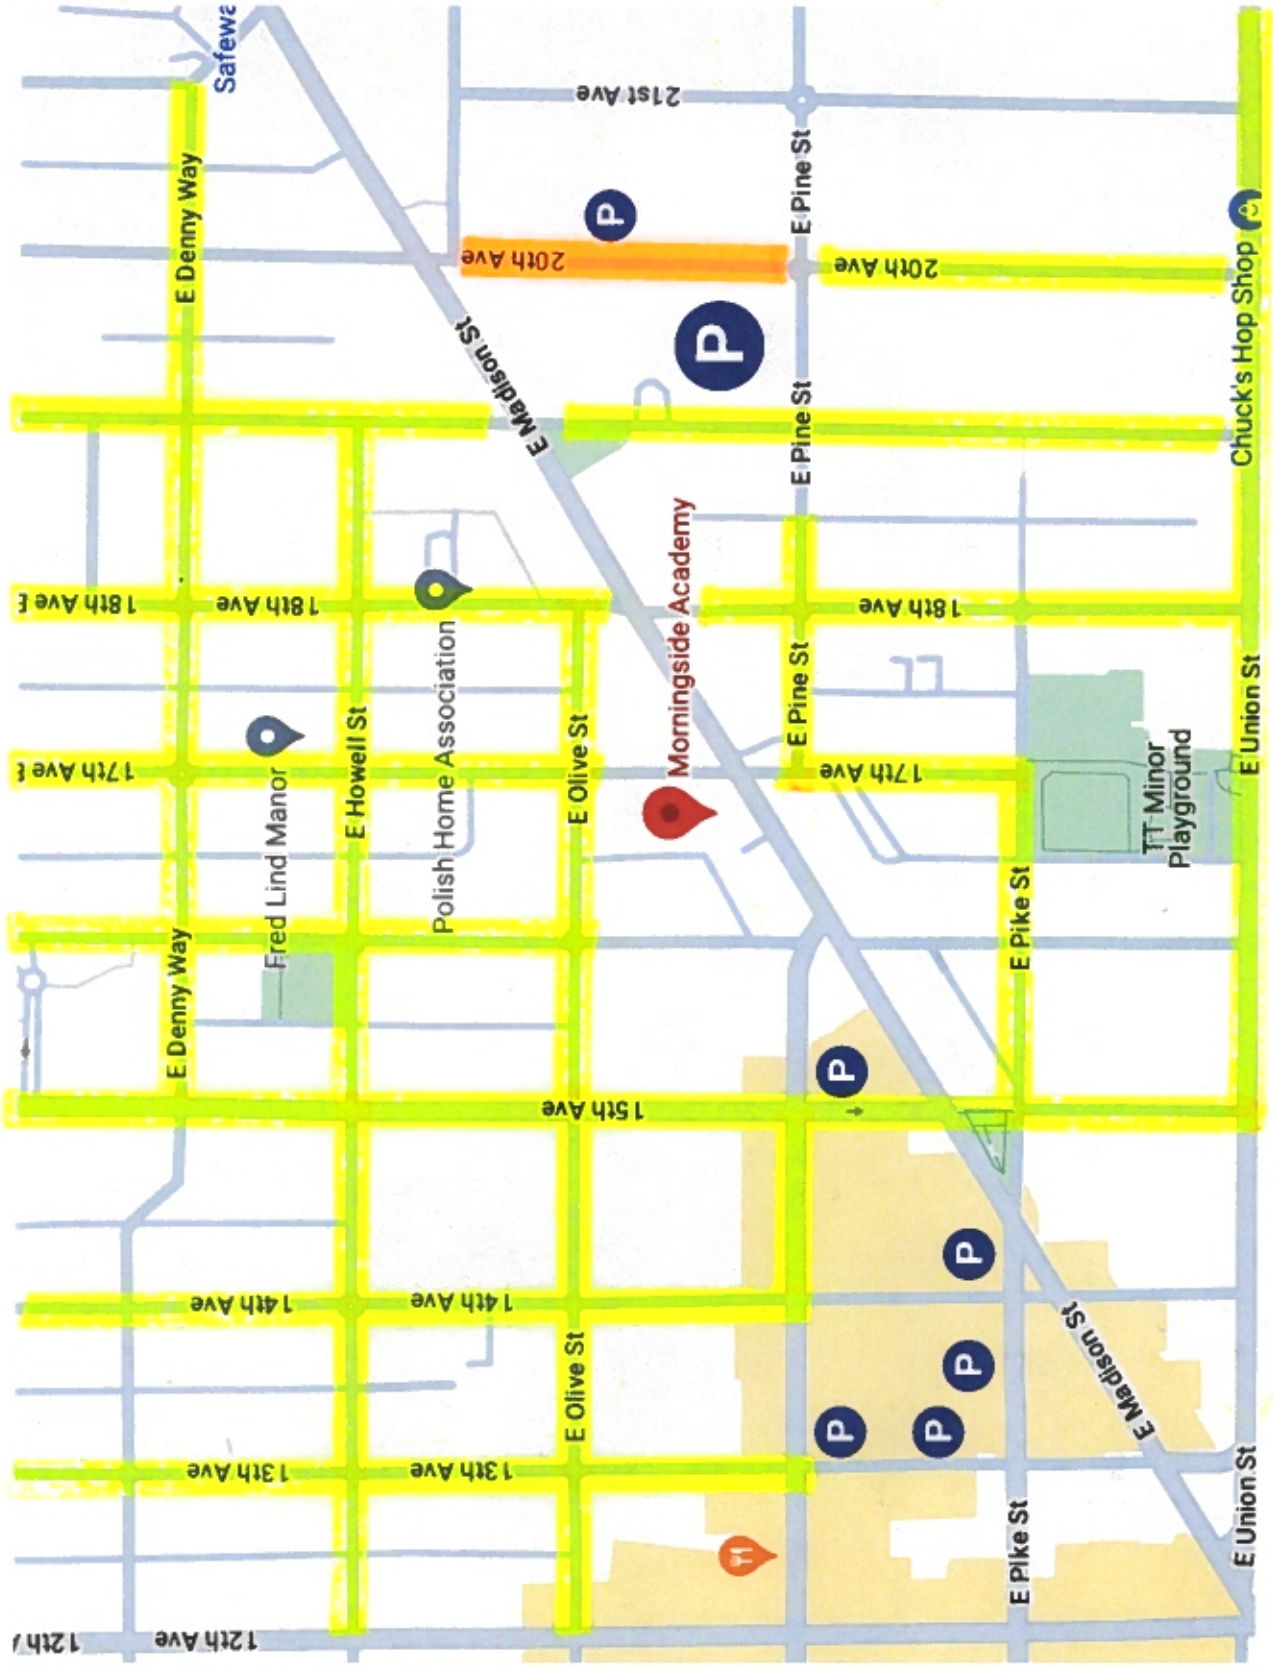 Safewa
E Denny Way
E Denny Way
21st Ave
E Pine St
P
20th Ave
20th Ave
E Madison St
P
E Pine St
Chuck's Hop Shop
18th Ave E
18th Ave
Polish Home Association
Morningside Academy
18th Ave
E Pine St
17th Ave E
Fred Lind Manor
E Howell St
E Olive St
17th Ave
TT Minor
Playground
E Union St
E Pike St
15th Ave
P
14th Ave
14th Ave
P
P
E Madison St
13th Ave
13th Ave
E Olive St
P
P
E Pike St
E Union St
12th
12th Ave